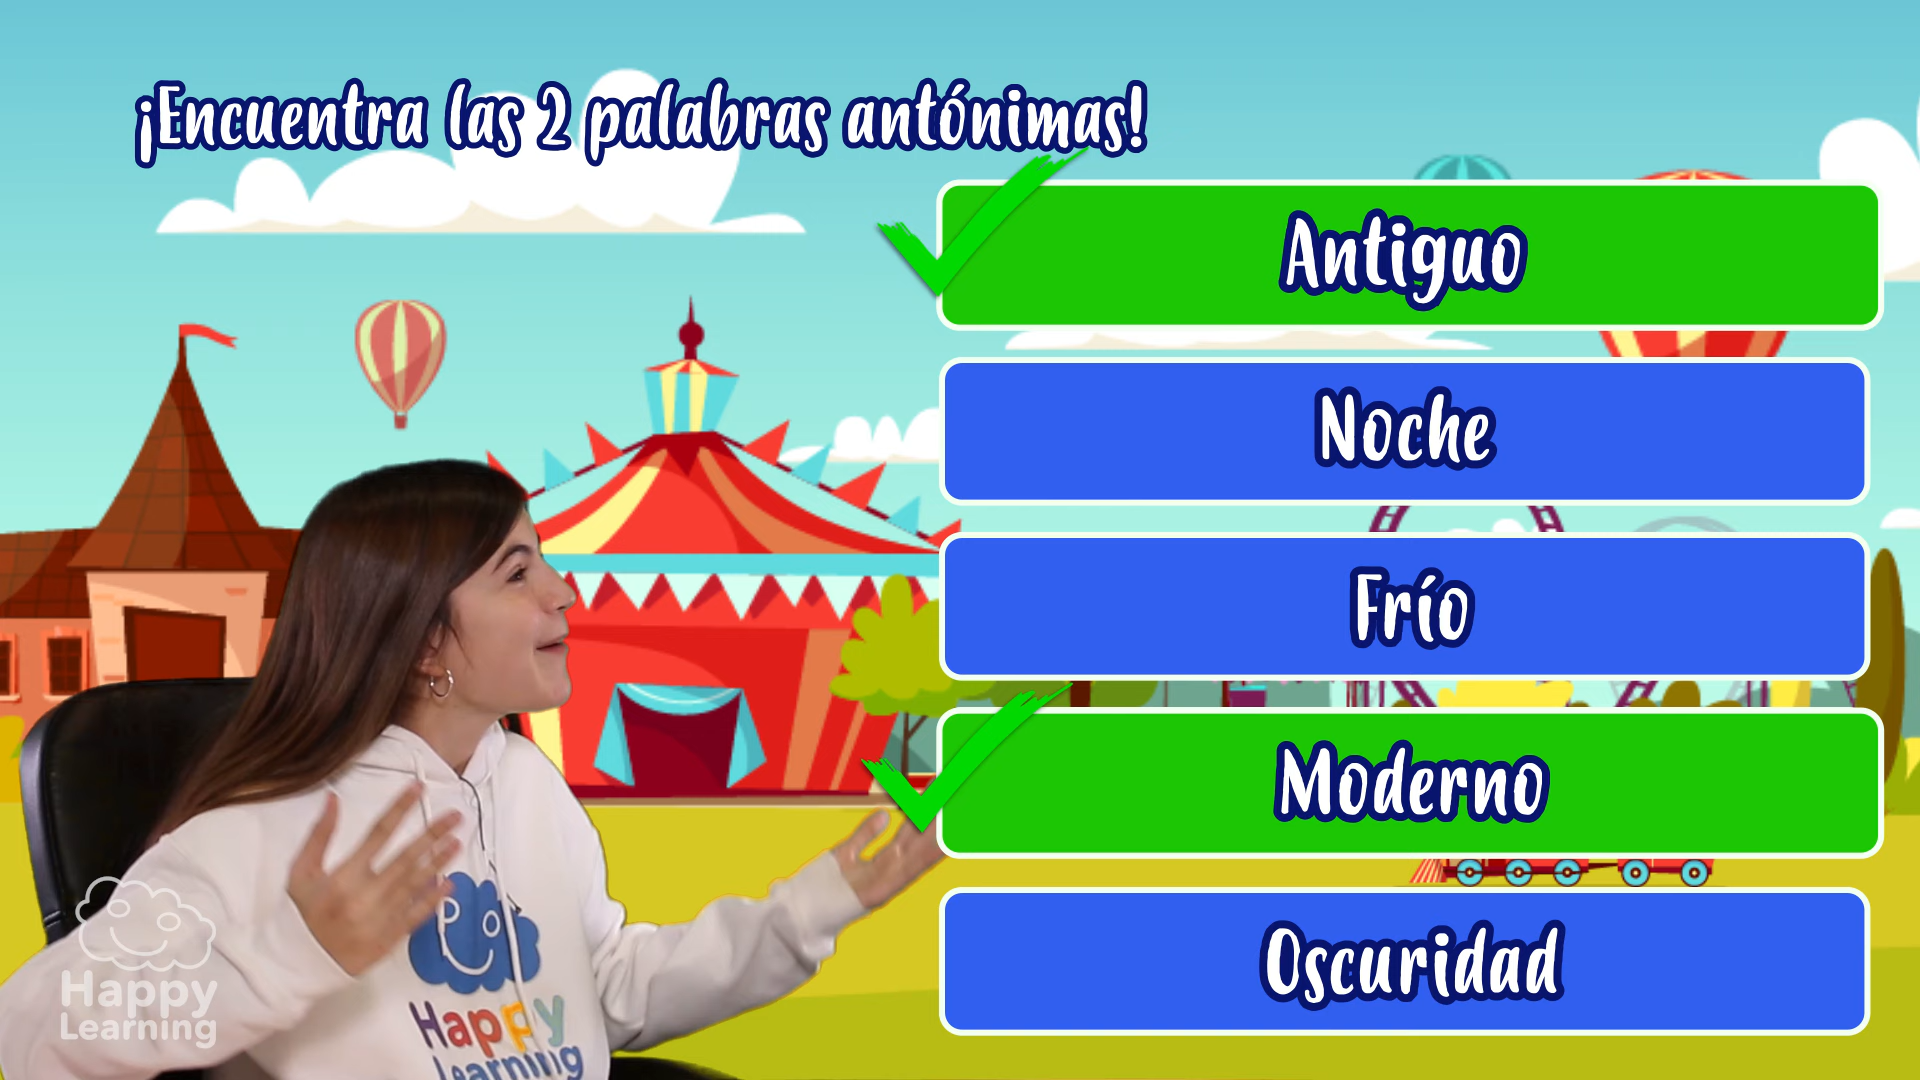 ¡Encuentra las 2 palabras antónimas!
Antiguo
Noche
Frío
Moderno
Oscuridad
Happy
Learning
Happy
Learning